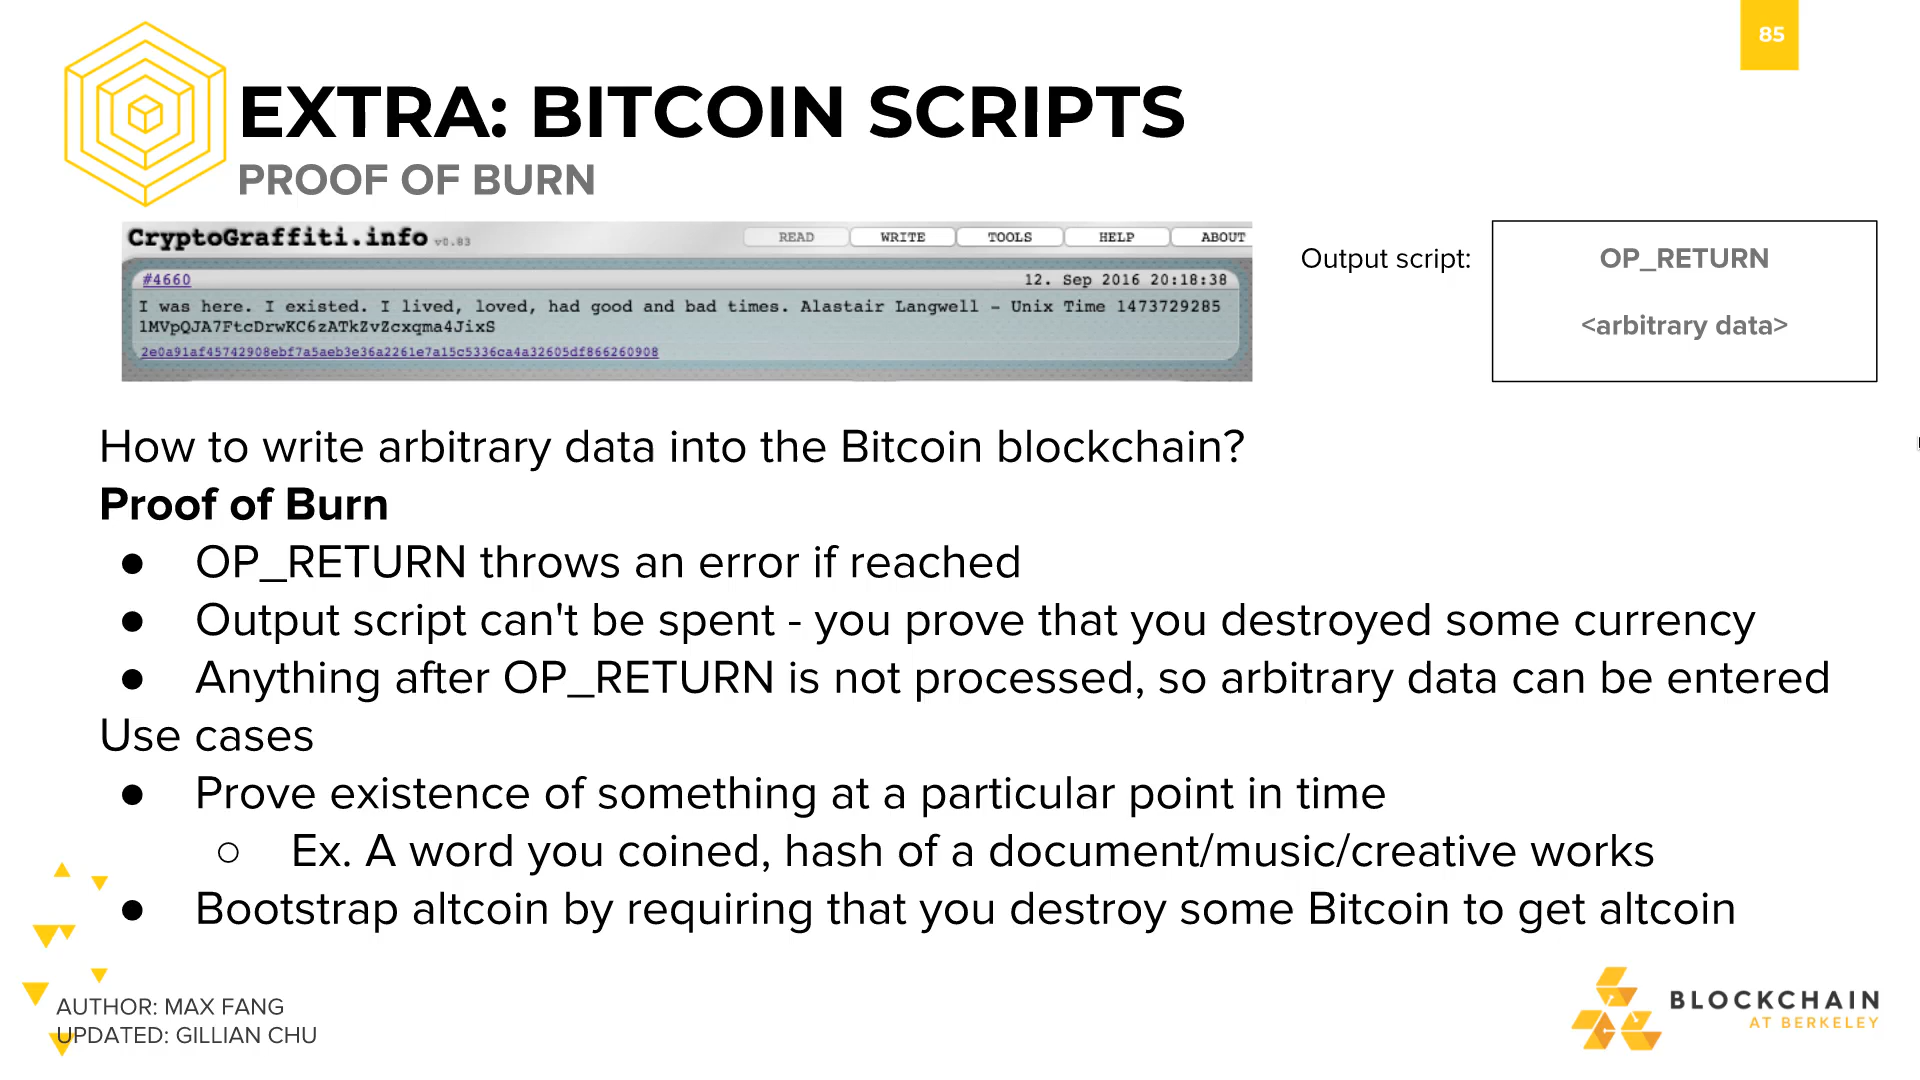 85
EXTRA: BITCOIN SCRIPTS
PROOF OF BURN
CryptoGraffiti.info v0.83
READ WRITE TOOLS HELP ABOUT
#4660 12. Sep 2016 20:18:38
I was here. I existed. I lived, loved, had good and bad times. Alastair Langwell - Unix Time 1473729285
1MVpQJA7FtcDrwKC6zATkZvZcxqma4JixS
2e0a91af45742908ebf7a5aeb3e36a2261e7a15c5336ca4a32605df866260908
Output script:
OP_RETURN
<arbitrary data>
How to write arbitrary data into the Bitcoin blockchain?
Proof of Burn
● OP_RETURN throws an error if reached
● Output script can't be spent - you prove that you destroyed some currency
● Anything after OP_RETURN is not processed, so arbitrary data can be entered
Use cases
● Prove existence of something at a particular point in time
○ Ex. A word you coined, hash of a document/music/creative works
● Bootstrap altcoin by requiring that you destroy some Bitcoin to get altcoin
AUTHOR: MAX FANG
UPDATED: GILLIAN CHU
BLOCKCHAIN
AT BERKELEY